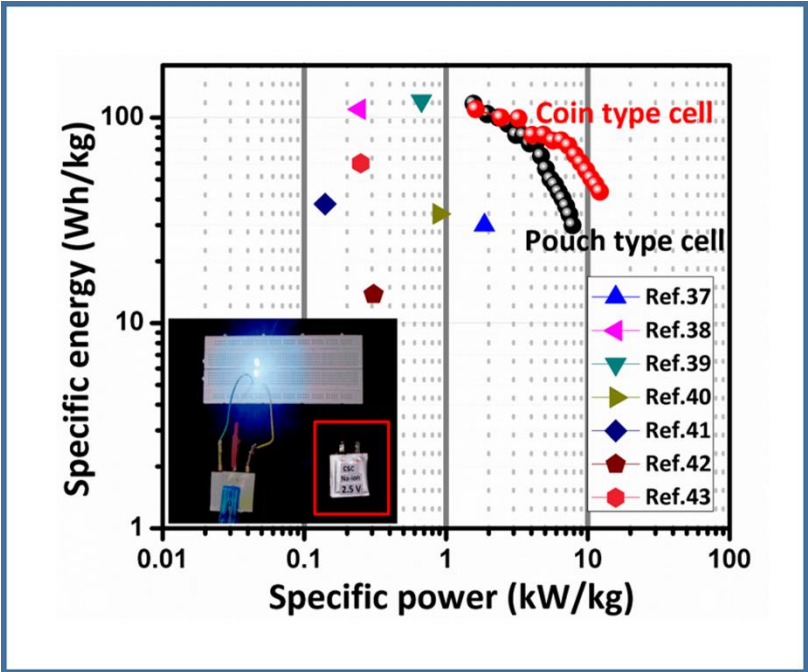 Specific energy (Wh/kg)
100
10
1
Coin type cell
Pouch type cell
Ref.37
Ref.38
Ref.39
Ref.40
Ref.41
Ref.42
Ref.43
CSC
Na-ion
2.5 V
0.01
0.1
1
10
100
Specific power (kW/kg)